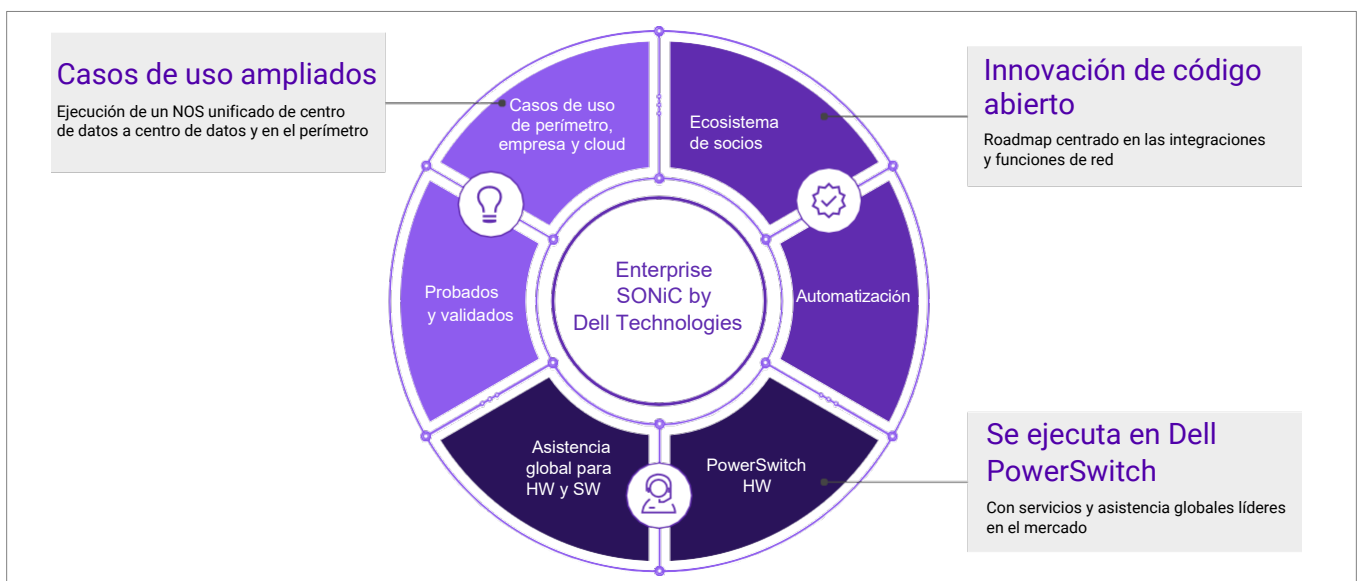 Casos de uso ampliados
Ejecución de un NOS unificado de centro
de datos a centro de datos y en el perímetro
Casos de uso
de perímetro,
empresa y cloud
Ecosistema
de socios
Innovación de código
abierto
Roadmap centrado en las integraciones
y funciones de red
Probados
y validados
Enterprise
SONiC by
Dell Technologies
Automatización
Asistencia
global para
HW y SW
PowerSwitch
HW
Se ejecuta en Dell
PowerSwitch
Con servicios y asistencia globales líderes
en el mercado